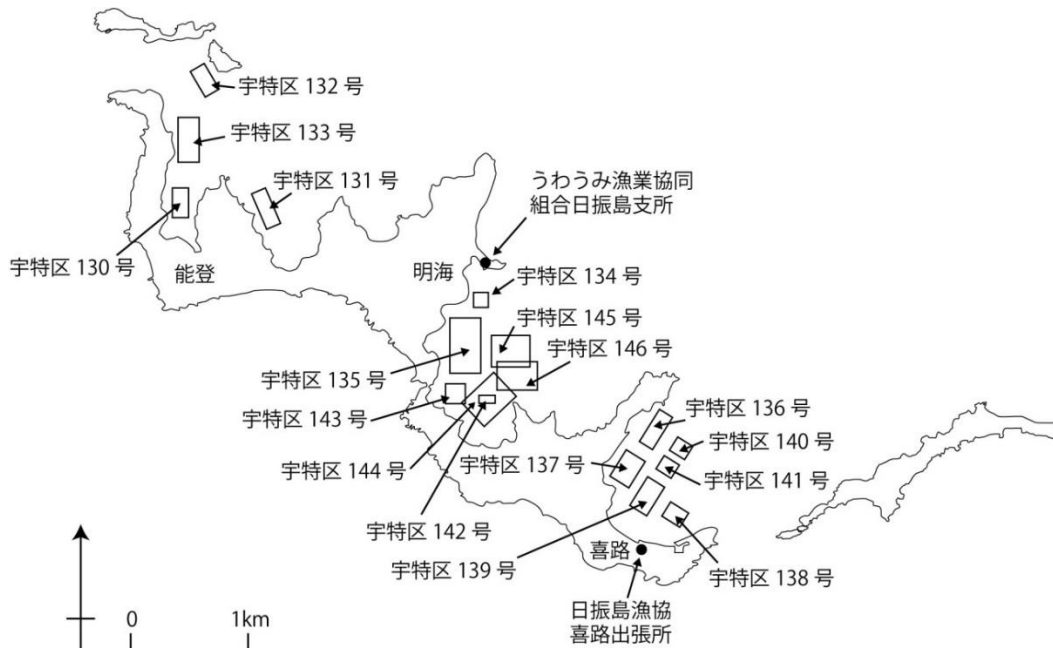 宇特区 132 号
宇特区 133 号
宇特区 131 号
うわうみ漁業協同
組合日振島支所
宇特区 130 号
能登
明海
宇特区 134 号
宇特区 145 号
宇特区 146 号
宇特区 135 号
宇特区 143 号
宇特区 136 号
宇特区 140 号
宇特区 144 号
宇特区 137 号
宇特区 141 号
宇特区 142 号
喜路
宇特区 139 号
宇特区 138 号
日振島漁協
喜路出張所
0
1km